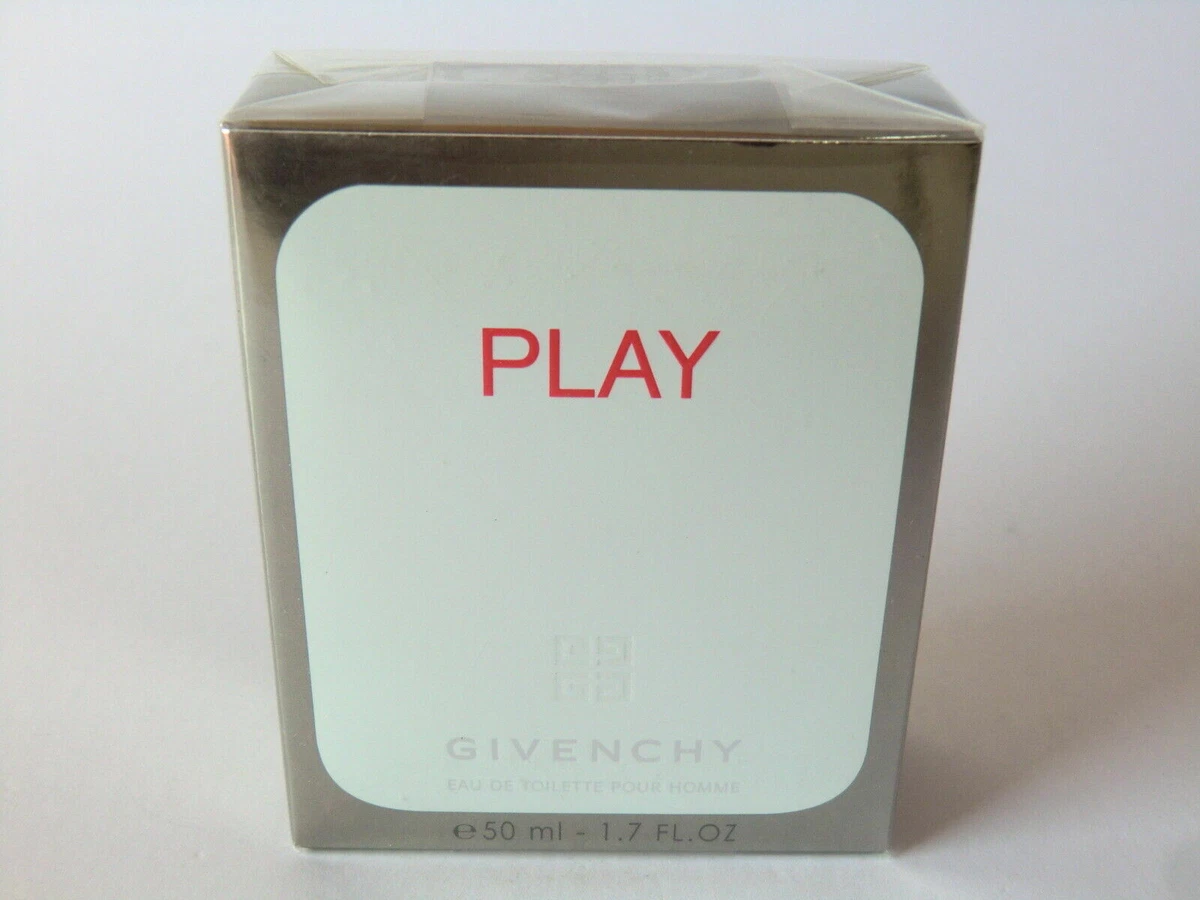 PLAY
GIVENCHY
EAU DE TOILETTE POUR HOMME
℮ 50 ml - 1.7 FL.OZ